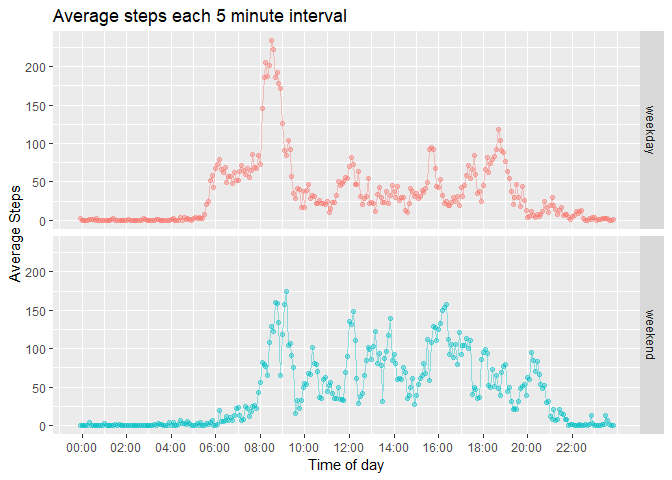 Average steps each 5 minute interval
Average Steps
200
150
100
50
0
weekday
200
150
100
50
0
weekend
00:00 02:00 04:00 06:00 08:00 10:00 12:00 14:00 16:00 18:00 20:00 22:00
Time of day